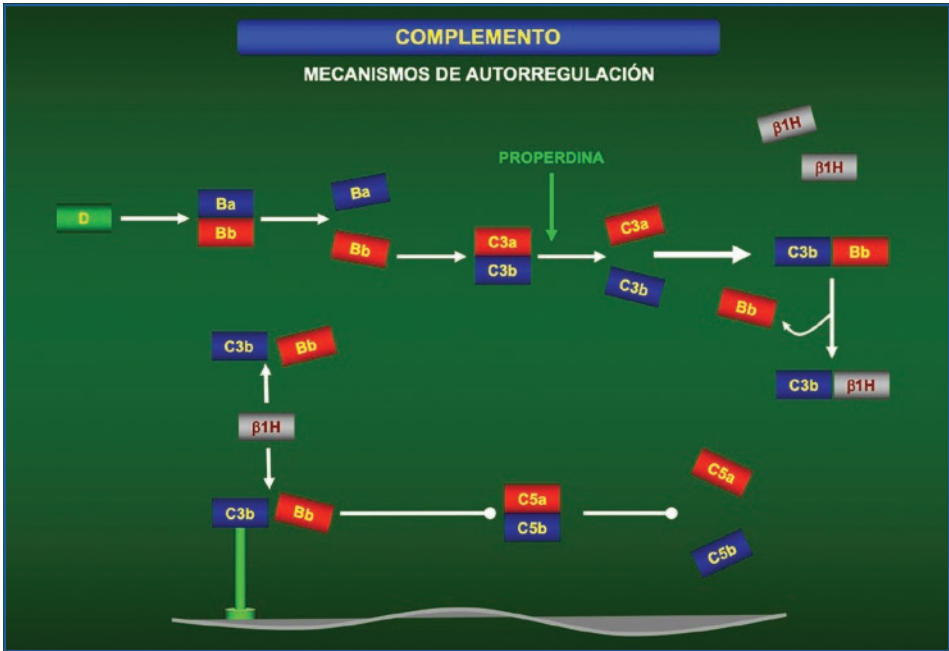 COMPLEMENTO
MECANISMOS DE AUTORREGULACIÓN
β1H
β1H
PROPERDINA
D
Ba
Bb
Ba
Bb
C3a
C3b
C3a
C3b
C3b Bb
Bb
C3b β1H
C3b Bb
β1H
C3b Bb
C5a
C5b
C5a
C5b